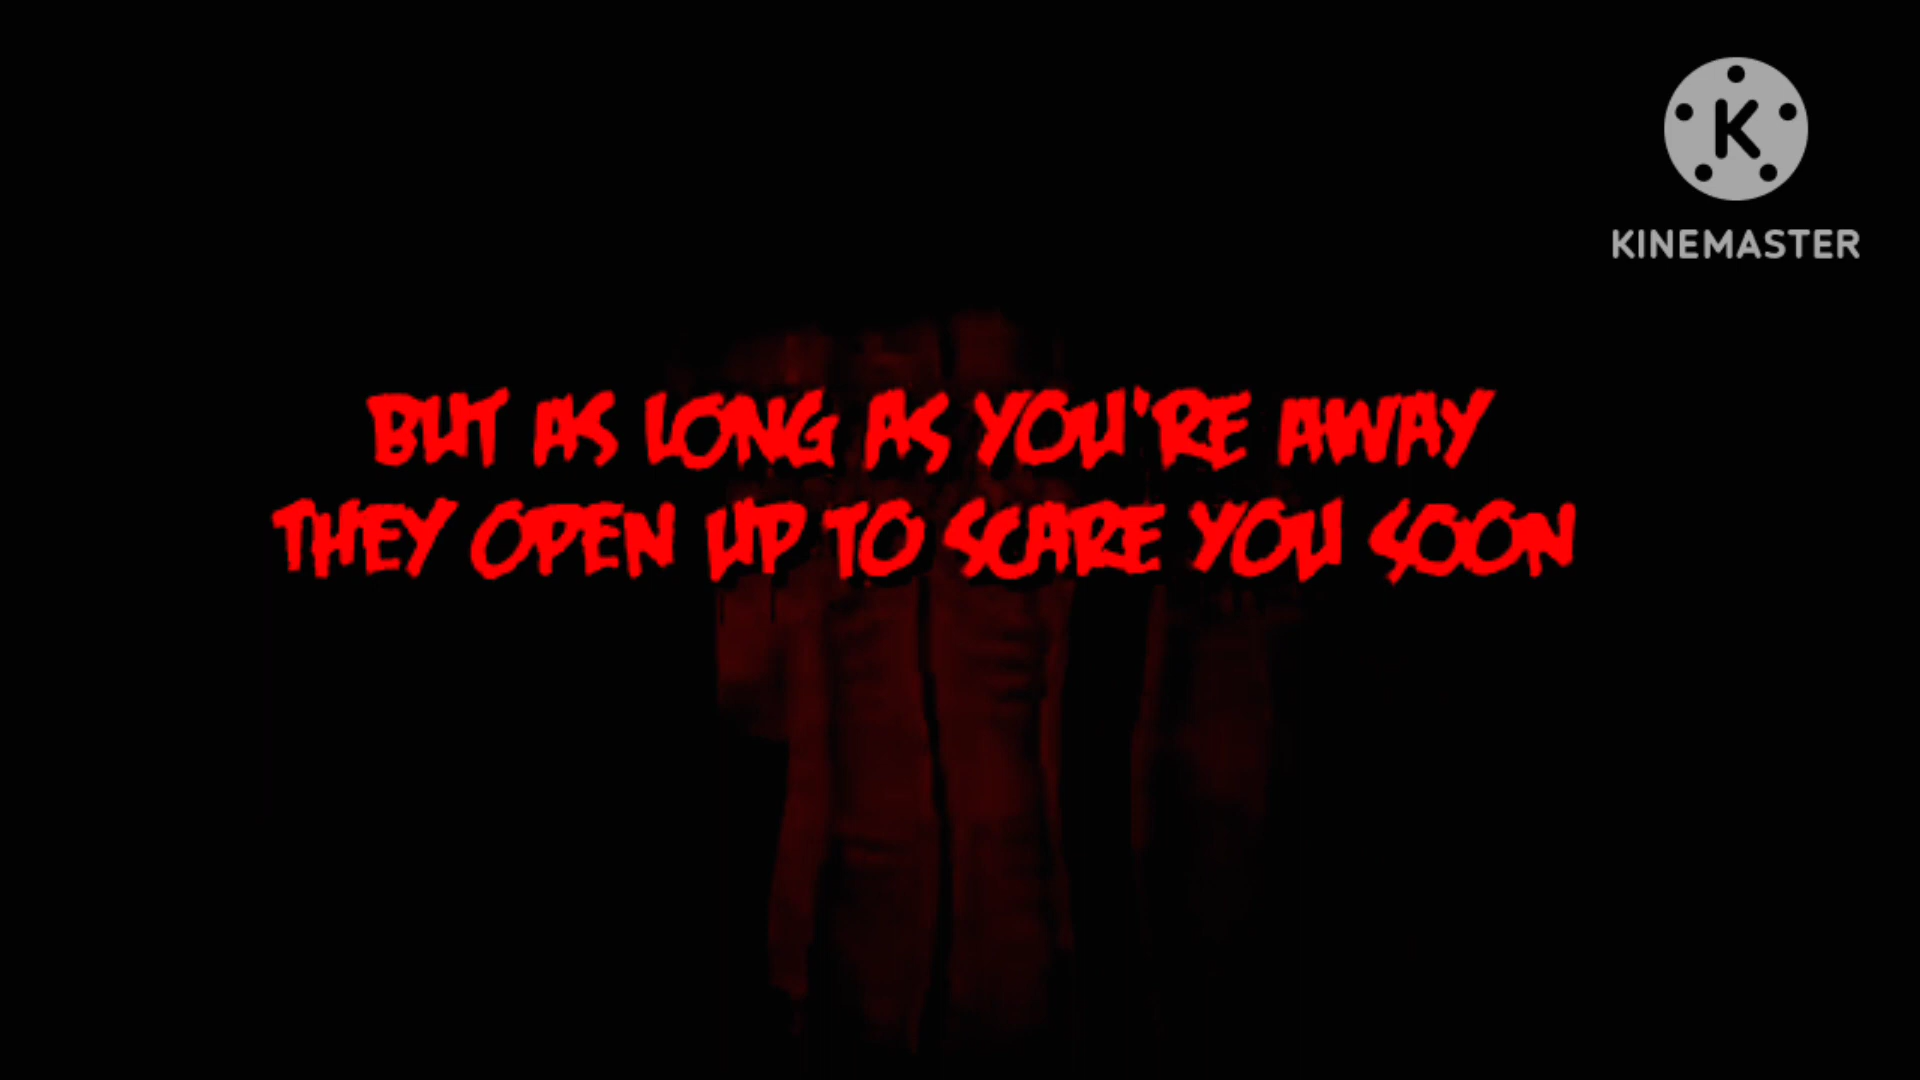 K
KINEMASTER
BUT AS LONG AS YOU'RE AWAY
THEY OPEN UP TO SCARE YOU SOON